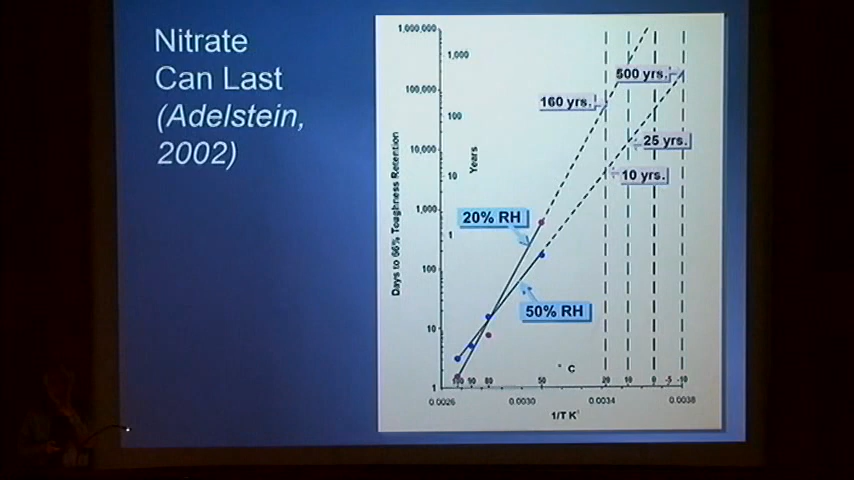 Nitrate
Can Last
(Adelstein,
2002)
1,000,000
100,000
10,000
1,000
100
10
1
Days to 66% Toughness Retention
1,000
100
10
1
Years
160 yrs.
500 yrs.
25 yrs.
10 yrs.
20% RH
50% RH
° C
100 90 80 50 20 10 0 -5 -10
0.0026 0.0030 0.0034 0.0038
1/T K¹